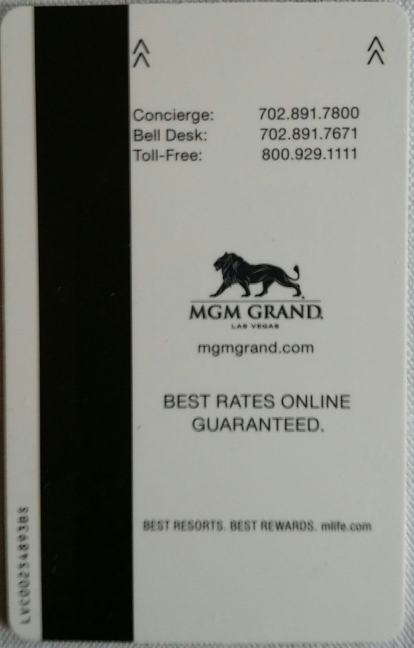 Concierge: 702.891.7800
Bell Desk: 702.891.7671
Toll-Free: 800.929.1111
MGM GRAND.
LAS VEGAS
mgmgrand.com
BEST RATES ONLINE
GUARANTEED.
BEST RESORTS. BEST REWARDS. mlife.com